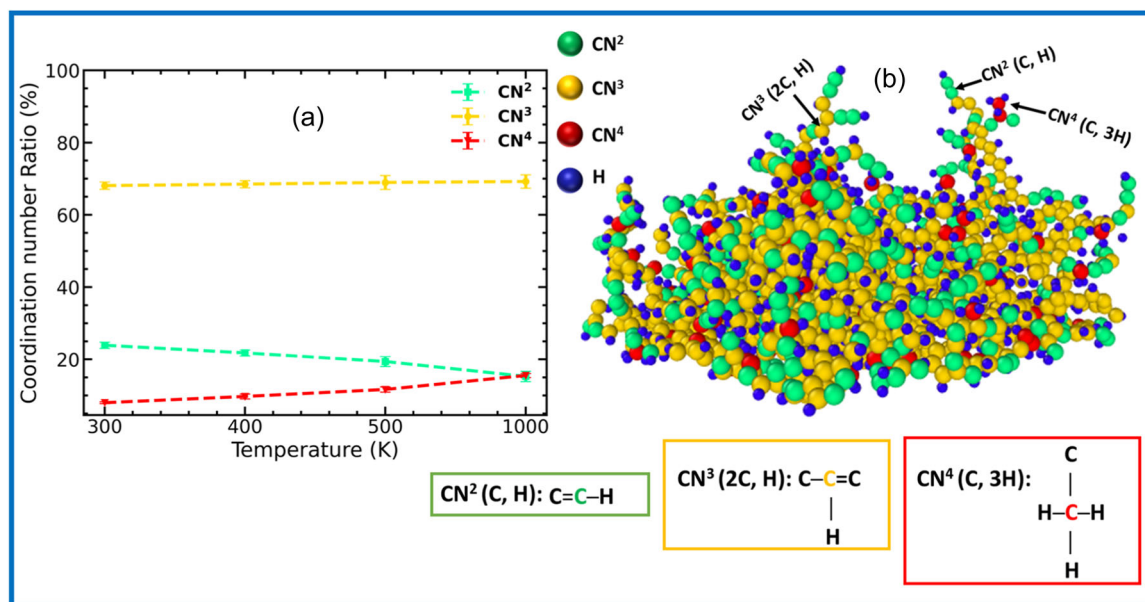 (a)
CN²
CN³
CN⁴
100
80
60
40
20
Coordination number Ratio (%)
300
400
500
1000
Temperature (K)
CN²
CN³
CN⁴
H
(b)
CN³ (2C, H)
CN² (C, H)
CN⁴ (C, 3H)
CN² (C, H): C=C–H
CN³ (2C, H): C–C=C
|
H
CN⁴ (C, 3H):
C
|
H–C–H
|
H